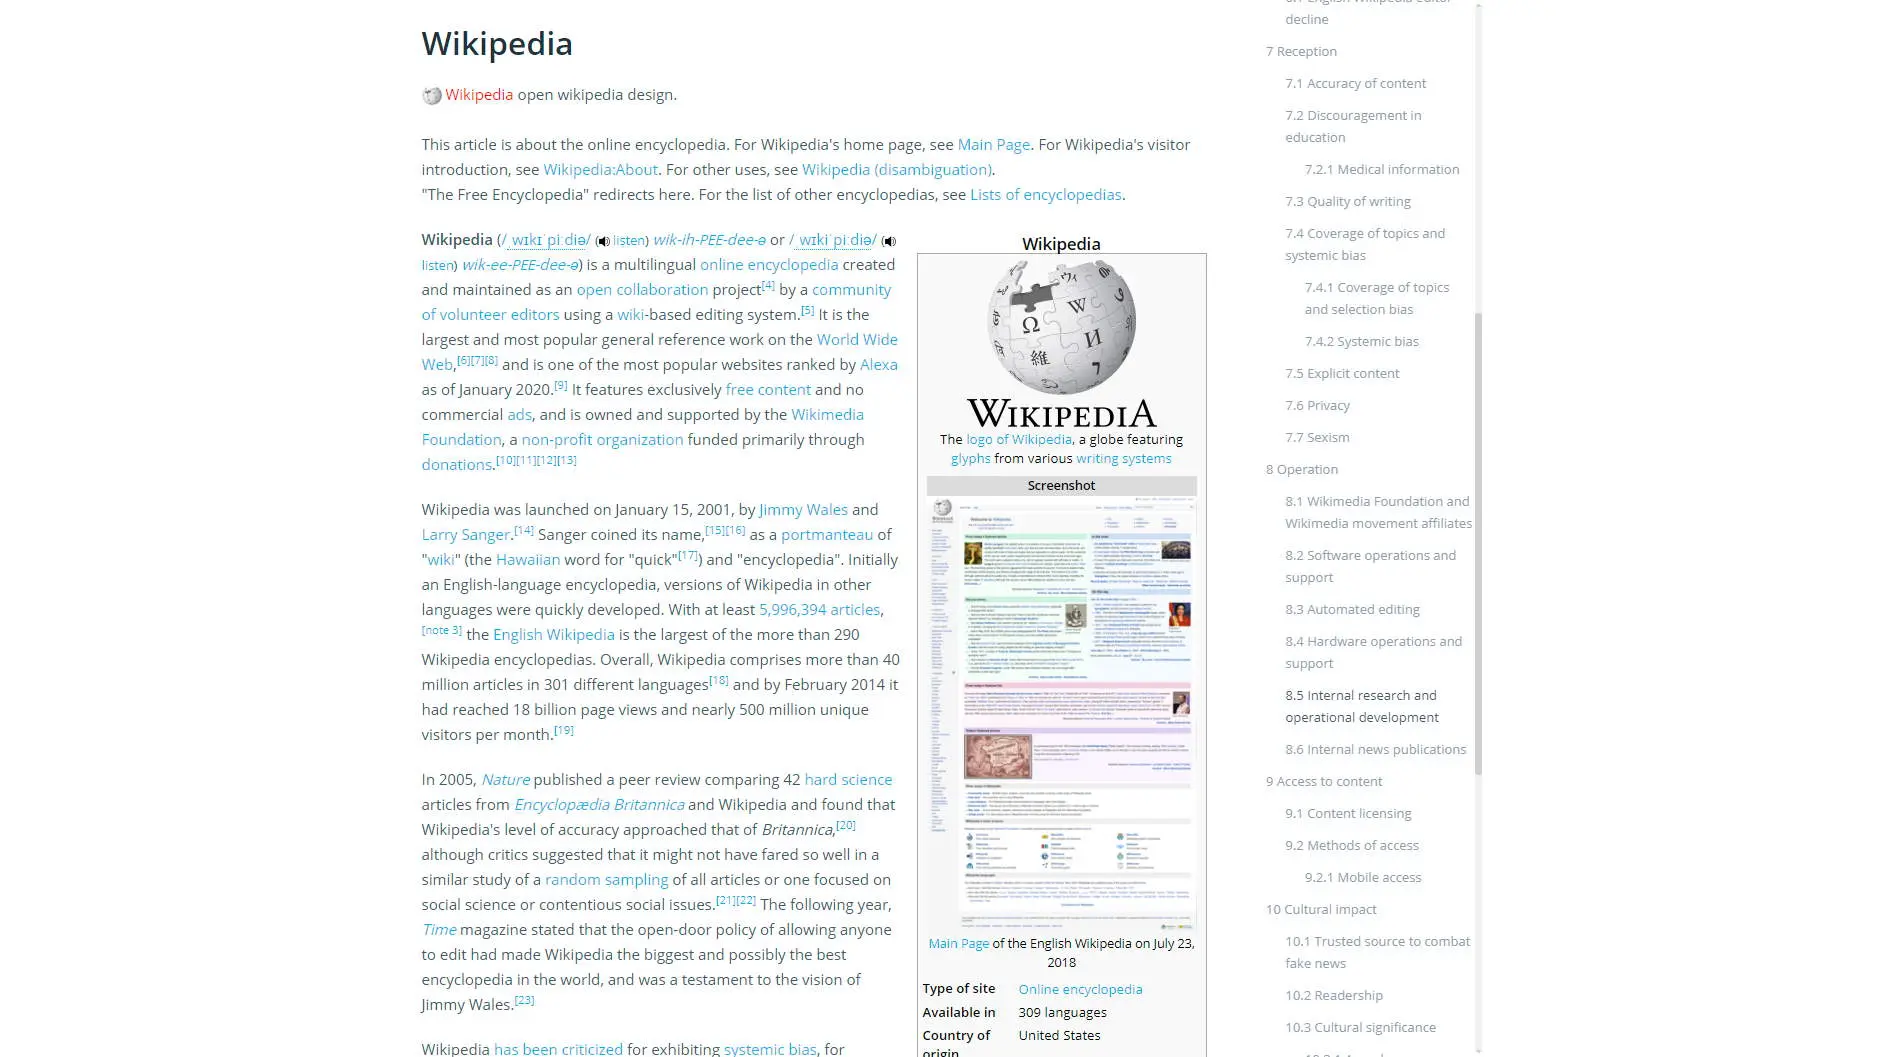 Wikipedia
Wikipedia open wikipedia design.
This article is about the online encyclopedia. For Wikipedia's home page, see Main Page. For Wikipedia's visitor
introduction, see Wikipedia:About. For other uses, see Wikipedia (disambiguation).
"The Free Encyclopedia" redirects here. For the list of other encyclopedias, see Lists of encyclopedias.
Wikipedia (/ˌwɪkɪˈpiːdiə/ (listen) wik-ih-PEE-dee-ə or /ˌwɪkiˈpiːdiə/ (
listen) wik-ee-PEE-dee-ə) is a multilingual online encyclopedia created
and maintained as an open collaboration project[4] by a community
of volunteer editors using a wiki-based editing system.[5] It is the
largest and most popular general reference work on the World Wide
Web,[6][7][8] and is one of the most popular websites ranked by Alexa
as of January 2020.[9] It features exclusively free content and no
commercial ads, and is owned and supported by the Wikimedia
Foundation, a non-profit organization funded primarily through
donations.[10][11][12][13]
Wikipedia was launched on January 15, 2001, by Jimmy Wales and
Larry Sanger.[14] Sanger coined its name,[15][16] as a portmanteau of
"wiki" (the Hawaiian word for "quick"[17]) and "encyclopedia". Initially
an English-language encyclopedia, versions of Wikipedia in other
languages were quickly developed. With at least 5,996,394 articles,
[note 3] the English Wikipedia is the largest of the more than 290
Wikipedia encyclopedias. Overall, Wikipedia comprises more than 40
million articles in 301 different languages[18] and by February 2014 it
had reached 18 billion page views and nearly 500 million unique
visitors per month.[19]
In 2005, Nature published a peer review comparing 42 hard science
articles from Encyclopædia Britannica and Wikipedia and found that
Wikipedia's level of accuracy approached that of Britannica,[20]
although critics suggested that it might not have fared so well in a
similar study of a random sampling of all articles or one focused on
social science or contentious social issues.[21][22] The following year,
Time magazine stated that the open-door policy of allowing anyone
to edit had made Wikipedia the biggest and possibly the best
encyclopedia in the world, and was a testament to the vision of
Jimmy Wales.[23]
Wikipedia has been criticized for exhibiting systemic bias, for
Wikipedia
Ω W И 維
WIKIPEDIA
The logo of Wikipedia, a globe featuring
glyphs from various writing systems
Screenshot
Main Page of the English Wikipedia on July 23,
2018
Type of site Online encyclopedia
Available in 309 languages
Country of United States
origin
decline
7 Reception
7.1 Accuracy of content
7.2 Discouragement in
education
7.2.1 Medical information
7.3 Quality of writing
7.4 Coverage of topics and
systemic bias
7.4.1 Coverage of topics
and selection bias
7.4.2 Systemic bias
7.5 Explicit content
7.6 Privacy
7.7 Sexism
8 Operation
8.1 Wikimedia Foundation and
Wikimedia movement affiliates
8.2 Software operations and
support
8.3 Automated editing
8.4 Hardware operations and
support
8.5 Internal research and
operational development
8.6 Internal news publications
9 Access to content
9.1 Content licensing
9.2 Methods of access
9.2.1 Mobile access
10 Cultural impact
10.1 Trusted source to combat
fake news
10.2 Readership
10.3 Cultural significance